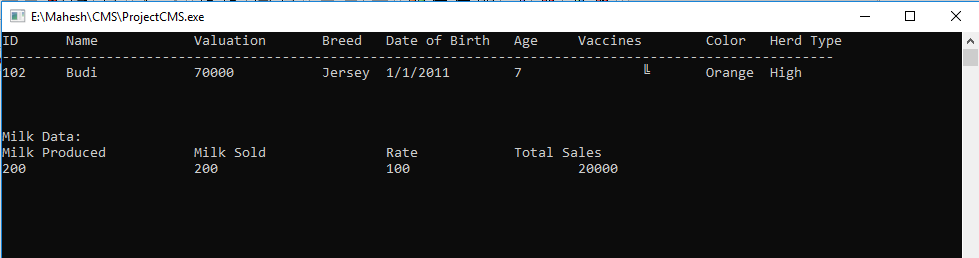 E:\Mahesh\CMS\ProjectCMS.exe
ID Name Valuation Breed Date of Birth Age Vaccines Color Herd Type
--------------------------------------------------------------------------------------------------------
102 Budi 70000 Jersey 1/1/2011 7 ╚ Orange High
Milk Data:
Milk Produced Milk Sold Rate Total Sales
200 200 100 20000